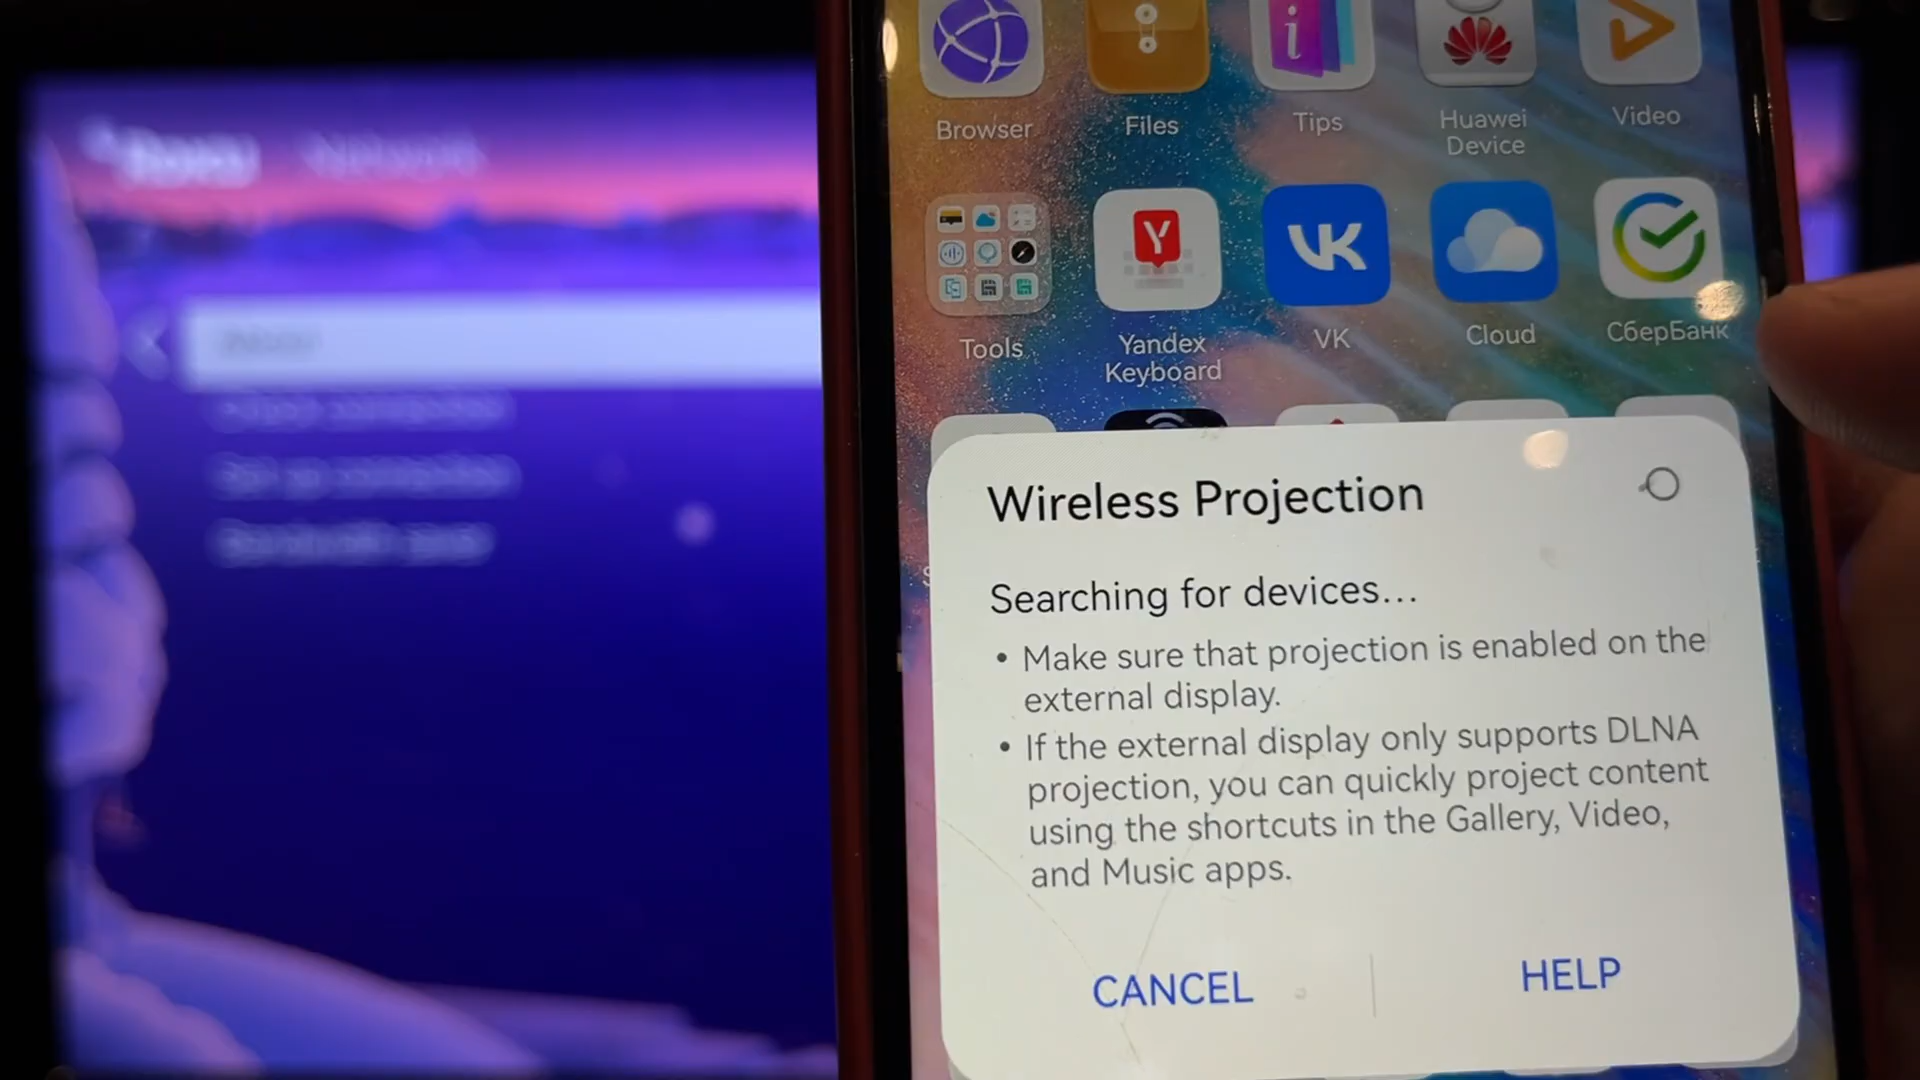 Roku Network
Browser
Files
Tips
Huawei
Device
Video
Tools
Yandex
Keyboard
VK
Cloud
СберБанк
Wireless Projection
Searching for devices...
• Make sure that projection is enabled on the
external display.
• If the external display only supports DLNA
projection, you can quickly project content
using the shortcuts in the Gallery, Video,
and Music apps.
CANCEL
HELP